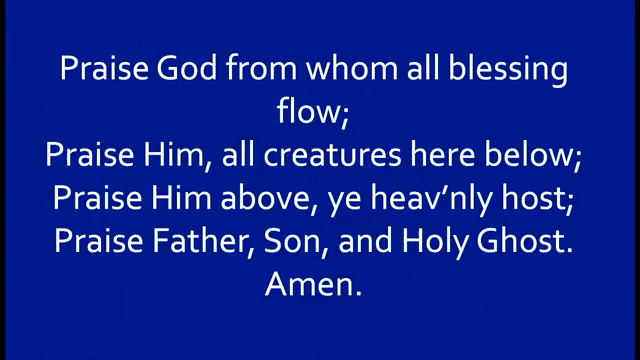 Praise God from whom all blessing
flow;
Praise Him, all creatures here below;
Praise Him above, ye heav’nly host;
Praise Father, Son, and Holy Ghost.
Amen.